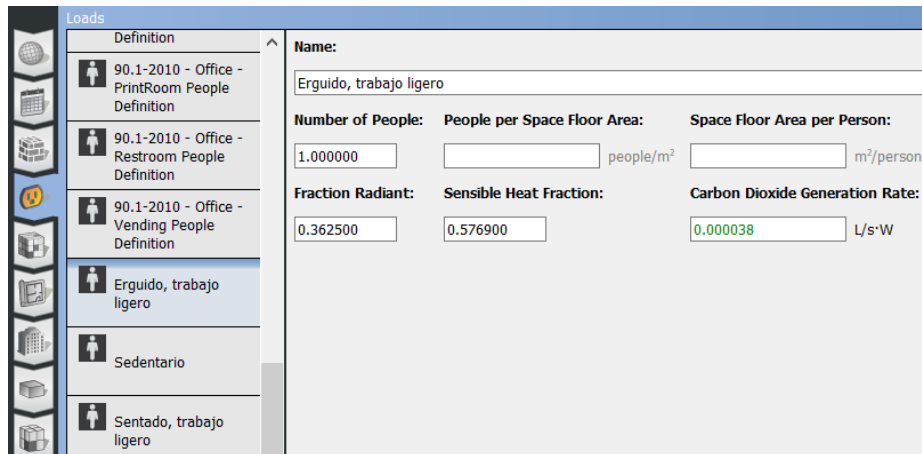 Loads
Definition
90.1-2010 - Office -
PrintRoom People
Definition
90.1-2010 - Office -
Restroom People
Definition
90.1-2010 - Office -
Vending People
Definition
Erguido, trabajo
ligero
Sedentario
Sentado, trabajo
ligero
Name:
Erguido, trabajo ligero
Number of People: People per Space Floor Area: Space Floor Area per Person:
1.000000 people/m² m²/person
Fraction Radiant: Sensible Heat Fraction: Carbon Dioxide Generation Rate:
0.362500 0.576900 0.000038 L/s·W